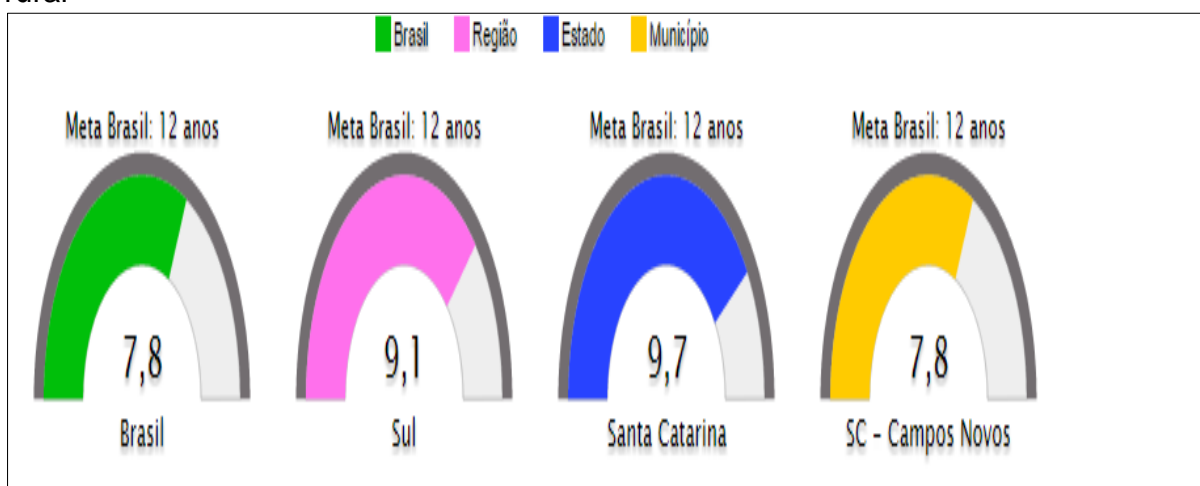 rural
Brasil Região Estado Município
Meta Brasil: 12 anos Meta Brasil: 12 anos Meta Brasil: 12 anos Meta Brasil: 12 anos
7,8 9,1 9,7 7,8
Brasil Sul Santa Catarina SC - Campos Novos